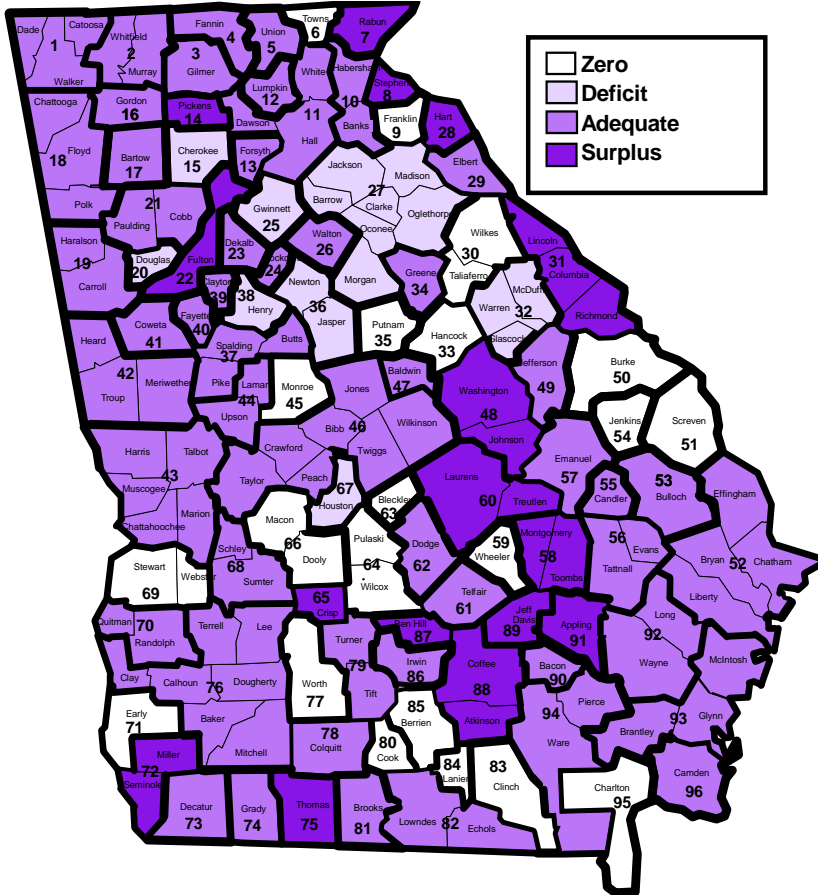 Zero
Deficit
Adequate
Surplus
Dade
Catoosa
1
Whitfield
2
Murray
Walker
Fannin
4
3
Gilmer
Union
5
Towns
6
Rabun
7
Chattooga
Gordon
16
Pickens
14
Lumpkin
12
White
Habersha
Stephens
8
Dawson
11
10
Banks
Franklin
9
Hart
28
Floyd
18
Bartow
17
Cherokee
15
Forsyth
13
Hall
Elbert
29
Polk
21
Paulding
Cobb
Jackson
Madison
27
Barrow
Clarke
Oglethorpe
Oconee
Gwinnett
25
Walton
26
Wilkes
30
Taliaferro
Lincoln
31
Columbia
Richmond
Haralson
19
Carroll
Douglas
20
Fulton
22
Dekalb
23
24
Clayton
39
38
Henry
Newton
36
Jasper
Morgan
Greene
34
McDuff
Warren
32
Glascock
Heard
Coweta
41
Fayette
40
Spalding
37
Butts
Putnam
35
Hancock
33
Burke
50
42
Troup
Meriwether
Pike
Lamar
44
Upson
Monroe
45
Jones
Baldwin
47
Washington
48
Johnson
Jefferson
49
Jenkins
54
Screven
51
Harris
Talbot
43
Muscogee
Chattahoochee
Marion
Crawford
Bibb
46
Twiggs
Wilkinson
Taylor
Peach
67
Houston
Bleckley
63
Laurens
60
Treutlen
Emanuel
57
55
Candler
53
Bulloch
Effingham
Macon
66
Dooly
Pulaski
64
Wilcox
Dodge
62
59
Wheeler
Montgomery
58
Toombs
56
Evans
Tattnall
Bryan
52
Chatham
Liberty
Stewart
69
Webster
Schley
68
Sumter
65
Crisp
Telfair
61
Jeff
Davis
89
Appling
91
Long
92
Wayne
McIntosh
Quitman
70
Randolph
Terrell
Lee
Turner
79
Tift
Ben Hill
87
Irwin
86
Coffee
88
Atkinson
Bacon
90
Pierce
94
Ware
Brantley
93
Glynn
Clay
Calhoun
76
Dougherty
Baker
Mitchell
Worth
77
Early
71
Miller
72
Seminole
78
Colquitt
85
Berrien
80
Cook
84
Lanier
83
Clinch
Charlton
95
Camden
96
Decatur
73
Grady
74
Thomas
75
Brooks
81
Lowndes
82
Echols